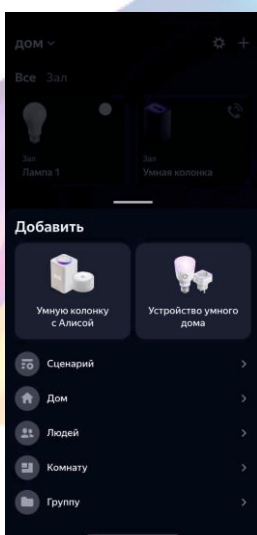 дом
Все Зал
Зал
Лампа 1
Зал
Умная колонка
Добавить
Умную колонку
с Алисой
Устройство умного
дома
Сценарий
Дом
Людей
Комнату
Группу